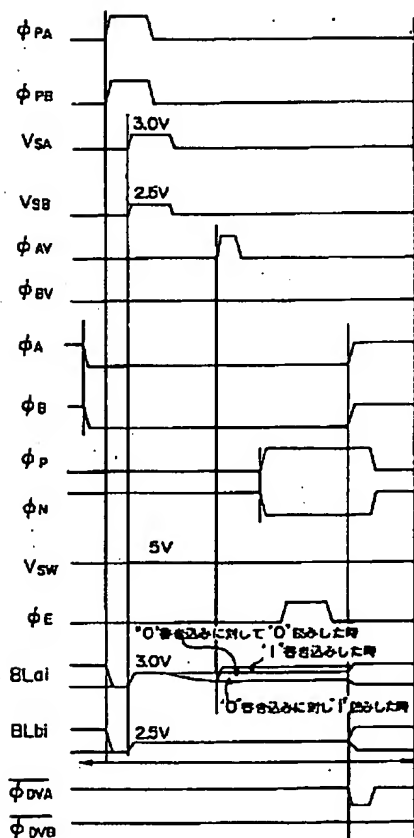 φPA
φPB
3.0V
VSA
2.5V
VSB
φAV
φBV
φA
φB
φP
φN
5V
VSW
φE
"0"書き込みに対して"0"読みした時
"1"書き込みした時
3.0V
BLai
"0"書き込みに対し"1"読みした時
2.5V
BLbi
φDVA
φDVB